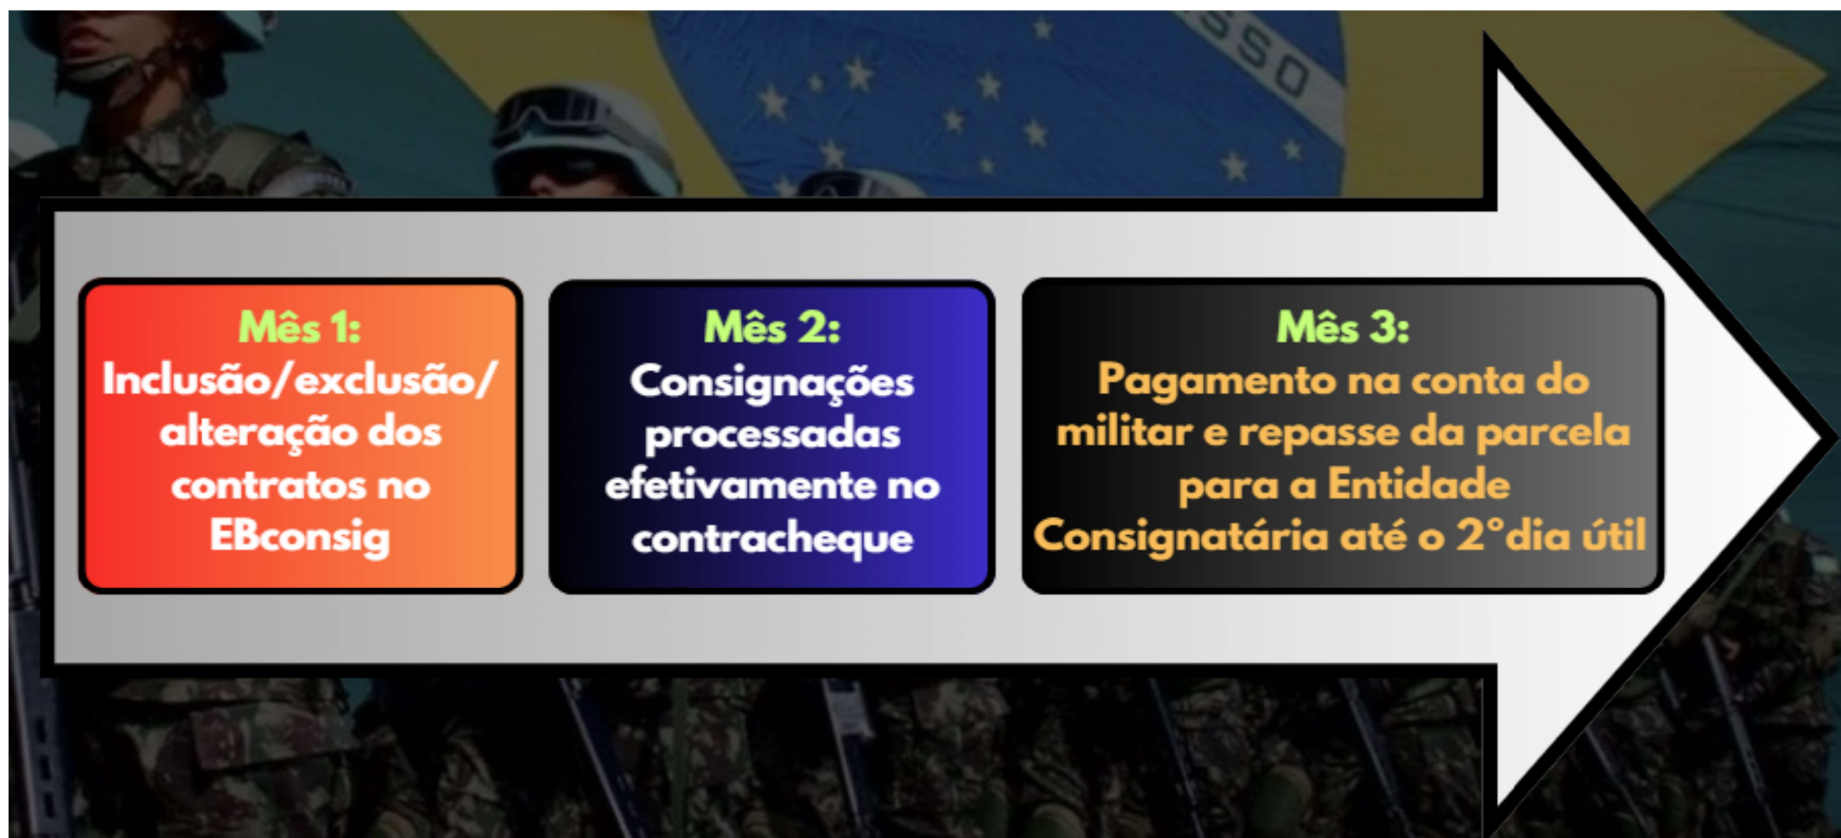 SSO
Mês 1:
Inclusão/exclusão/
alteração dos
contratos no
EBconsig
Mês 2:
Consignações
processadas
efetivamente no
contracheque
Mês 3:
Pagamento na conta do
militar e repasse da parcela
para a Entidade
Consignatária até o 2°dia útil